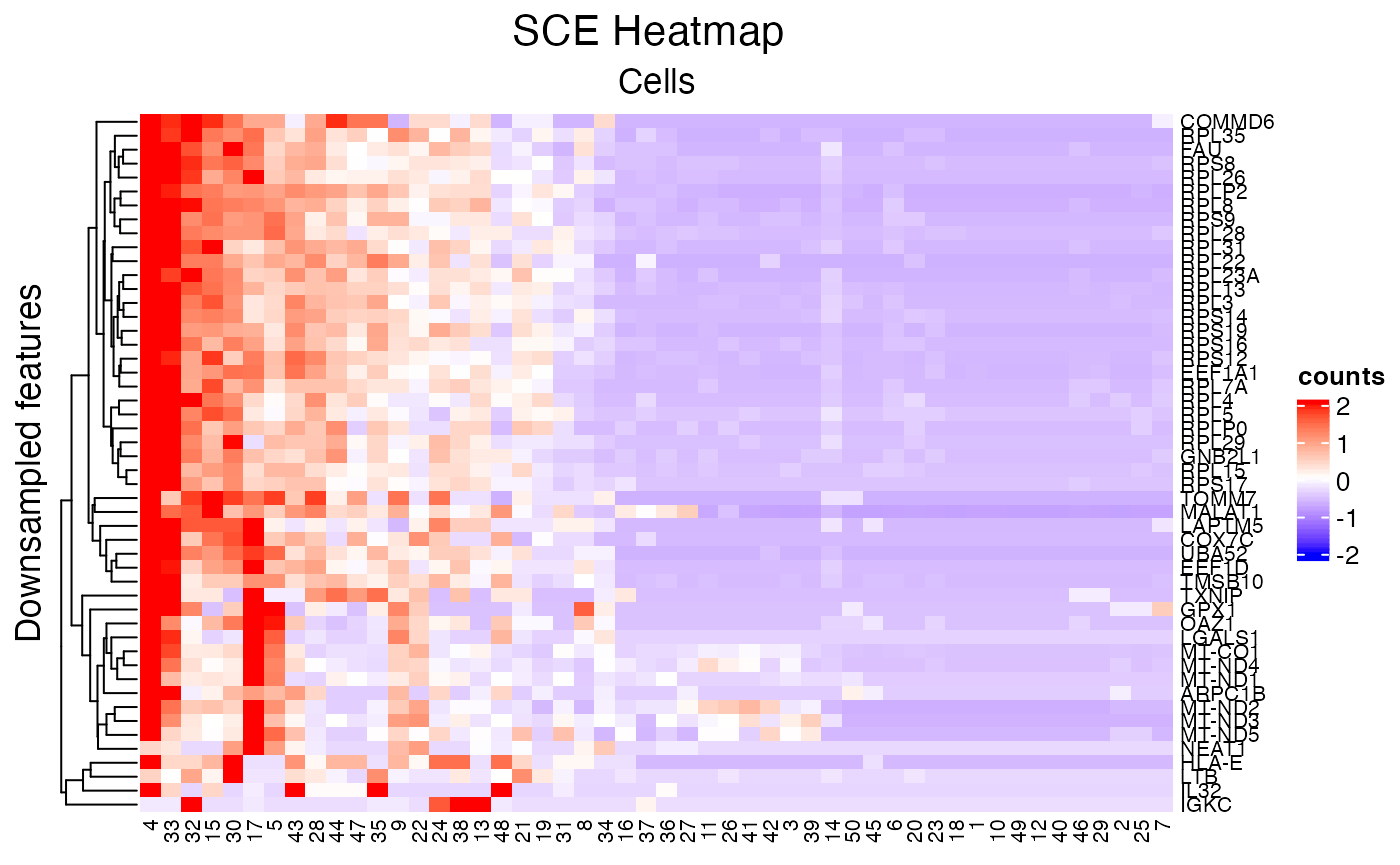 SCE Heatmap
Cells
Downsampled features
COMMD6
RPL35
FAU
RPS8
RPL26
RPLP2
RPL8
RPS9
RPL28
RPL31
RPL22
RPL23A
RPL13
RPL3
RPS14
RPS19
RPS16
RPS12
EEF1A1
RPL7A
RPL4
RPL5
RPLP0
RPL29
GNB2L1
RPL15
RPS17
TOMM7
MALAT1
LAPTM5
COX7C
UBA52
EEF1D
TMSB10
TXNIP
GPX1
OAZ1
LGALS1
MT-CO1
MT-ND4
MT-ND1
ARPC1B
MT-ND2
MT-ND3
MT-ND5
NEAT1
HLA-E
LTB
IL32
IGKC
4 33 32 15 30 17 5 43 28 44 47 35 9 22 24 38 13 48 21 19 31 8 34 16 37 36 27 11 26 41 42 3 39 14 50 45 6 20 23 18 1 10 49 12 40 46 29 2 25 7
counts
2
1
0
-1
-2